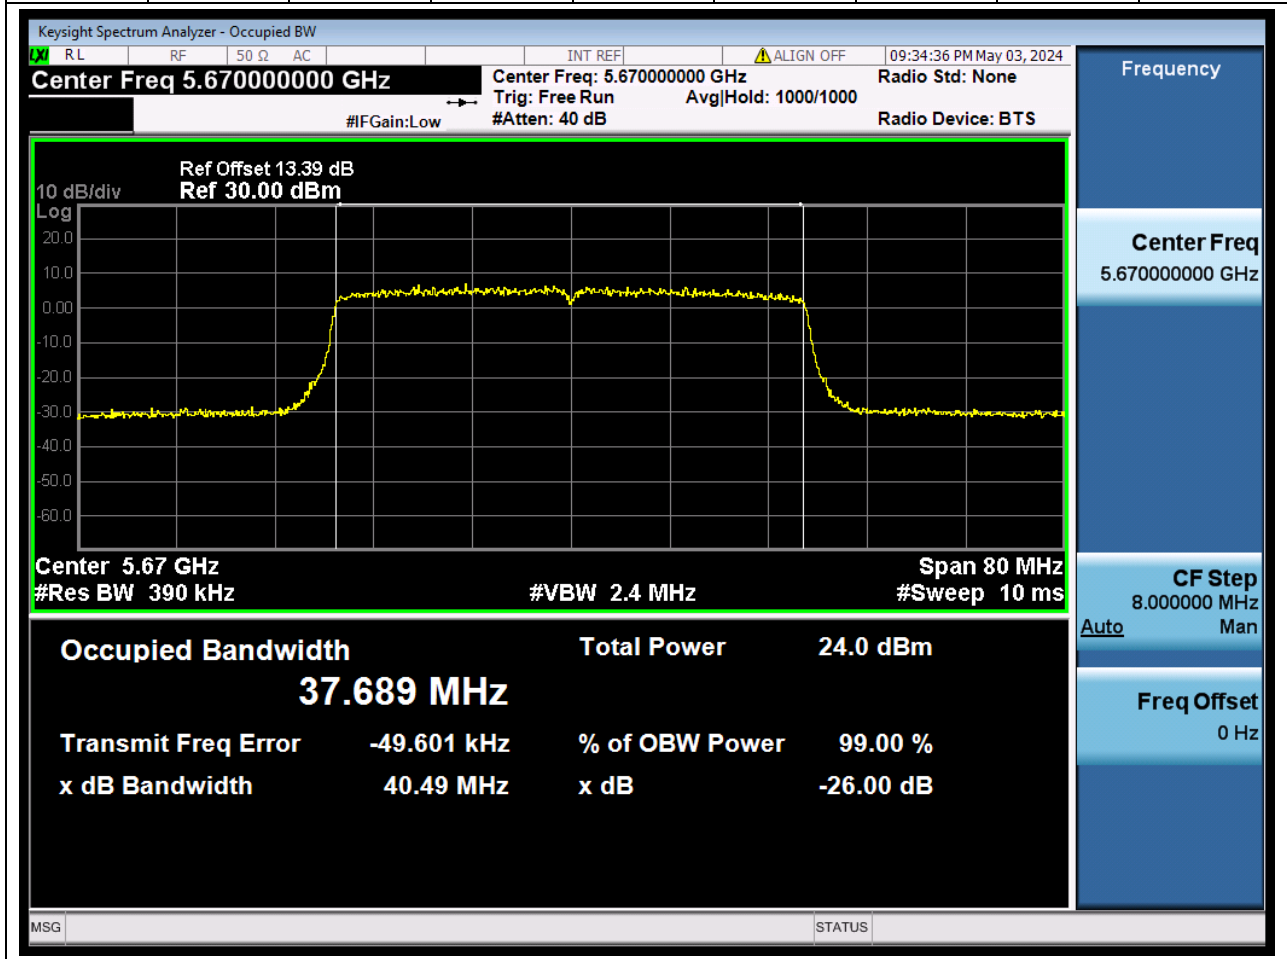 Keysight Spectrum Analyzer - Occupied BW
LXI RL RF 50 Ω AC INT REF ALIGN OFF 09:34:36 PM May 03, 2024
Center Freq 5.670000000 GHz
Center Freq: 5.670000000 GHz
Radio Std: None
Trig: Free Run Avg|Hold: 1000/1000
#IFGain:Low
#Atten: 40 dB
Radio Device: BTS
Ref Offset 13.39 dB
10 dB/div Ref 30.00 dBm
Log
20.0
10.0
0.00
-10.0
-20.0
-30.0
-40.0
-50.0
-60.0
Center 5.67 GHz Span 80 MHz
#Res BW 390 kHz #VBW 2.4 MHz #Sweep 10 ms
Occupied Bandwidth Total Power 24.0 dBm
37.689 MHz
Transmit Freq Error -49.601 kHz % of OBW Power 99.00 %
x dB Bandwidth 40.49 MHz x dB -26.00 dB
Frequency
Center Freq
5.670000000 GHz
CF Step
8.000000 MHz
Auto Man
Freq Offset
0 Hz
MSG STATUS